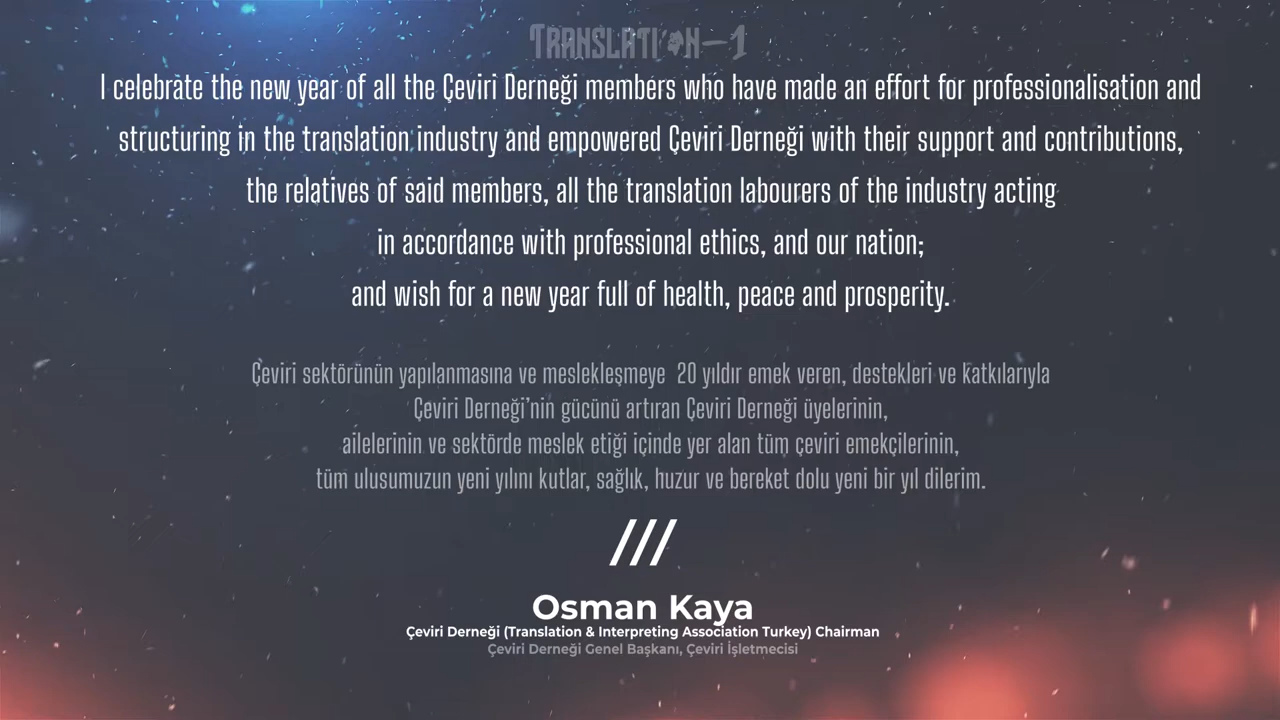 TRANSLATION–1
I celebrate the new year of all the Çeviri Derneği members who have made an effort for professionalisation and
structuring in the translation industry and empowered Çeviri Derneği with their support and contributions,
the relatives of said members, all the translation labourers of the industry acting
in accordance with professional ethics, and our nation;
and wish for a new year full of health, peace and prosperity.
Çeviri sektörünün yapılanmasına ve meslekleşmeye 20 yıldır emek veren, destekleri ve katkılarıyla
Çeviri Derneği’nin gücünü artıran Çeviri Derneği üyelerinin,
ailelerinin ve sektörde meslek etiği içinde yer alan tüm çeviri emekçilerinin,
tüm ulusumuzun yeni yılını kutlar, sağlık, huzur ve bereket dolu yeni bir yıl dilerim.
///
Osman Kaya
Çeviri Derneği (Translation & Interpreting Association Turkey) Chairman
Çeviri Derneği Genel Başkanı, Çeviri İşletmecisi